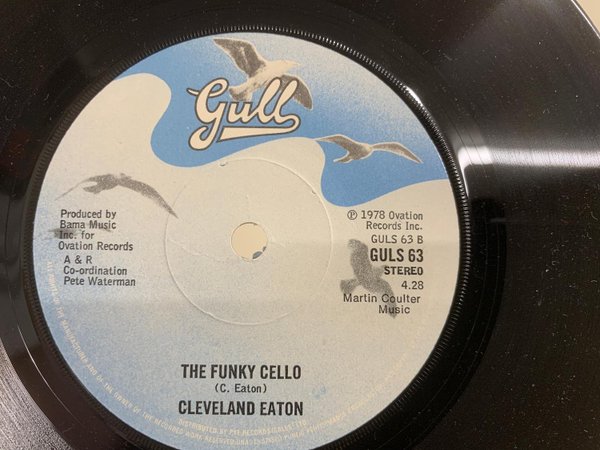 Gull
Produced by
Bama Music
Inc. for
Ovation Records
A & R
Co-ordination
Pete Waterman
℗ 1978 Ovation
Records Inc.
GULS 63 B
GULS 63
STEREO
4.28
Martin Coulter
Music
THE FUNKY CELLO
(C. Eaton)
CLEVELAND EATON